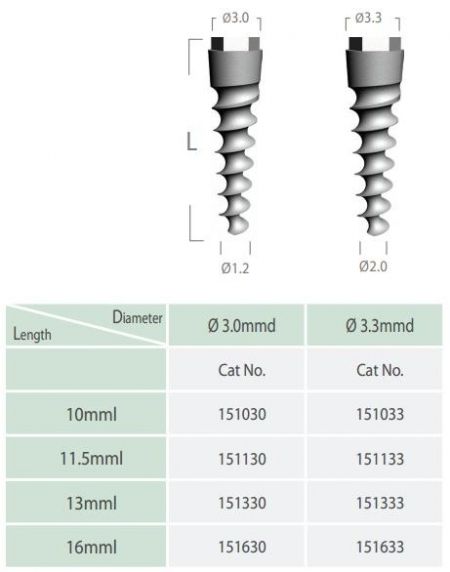 Ø3.0 Ø3.3
L
Ø1.2 Ø2.0
Diameter
Length
Ø 3.0mmd Ø 3.3mmd
Cat No. Cat No.
10mml 151030 151033
11.5mml 151130 151133
13mml 151330 151333
16mml 151630 151633